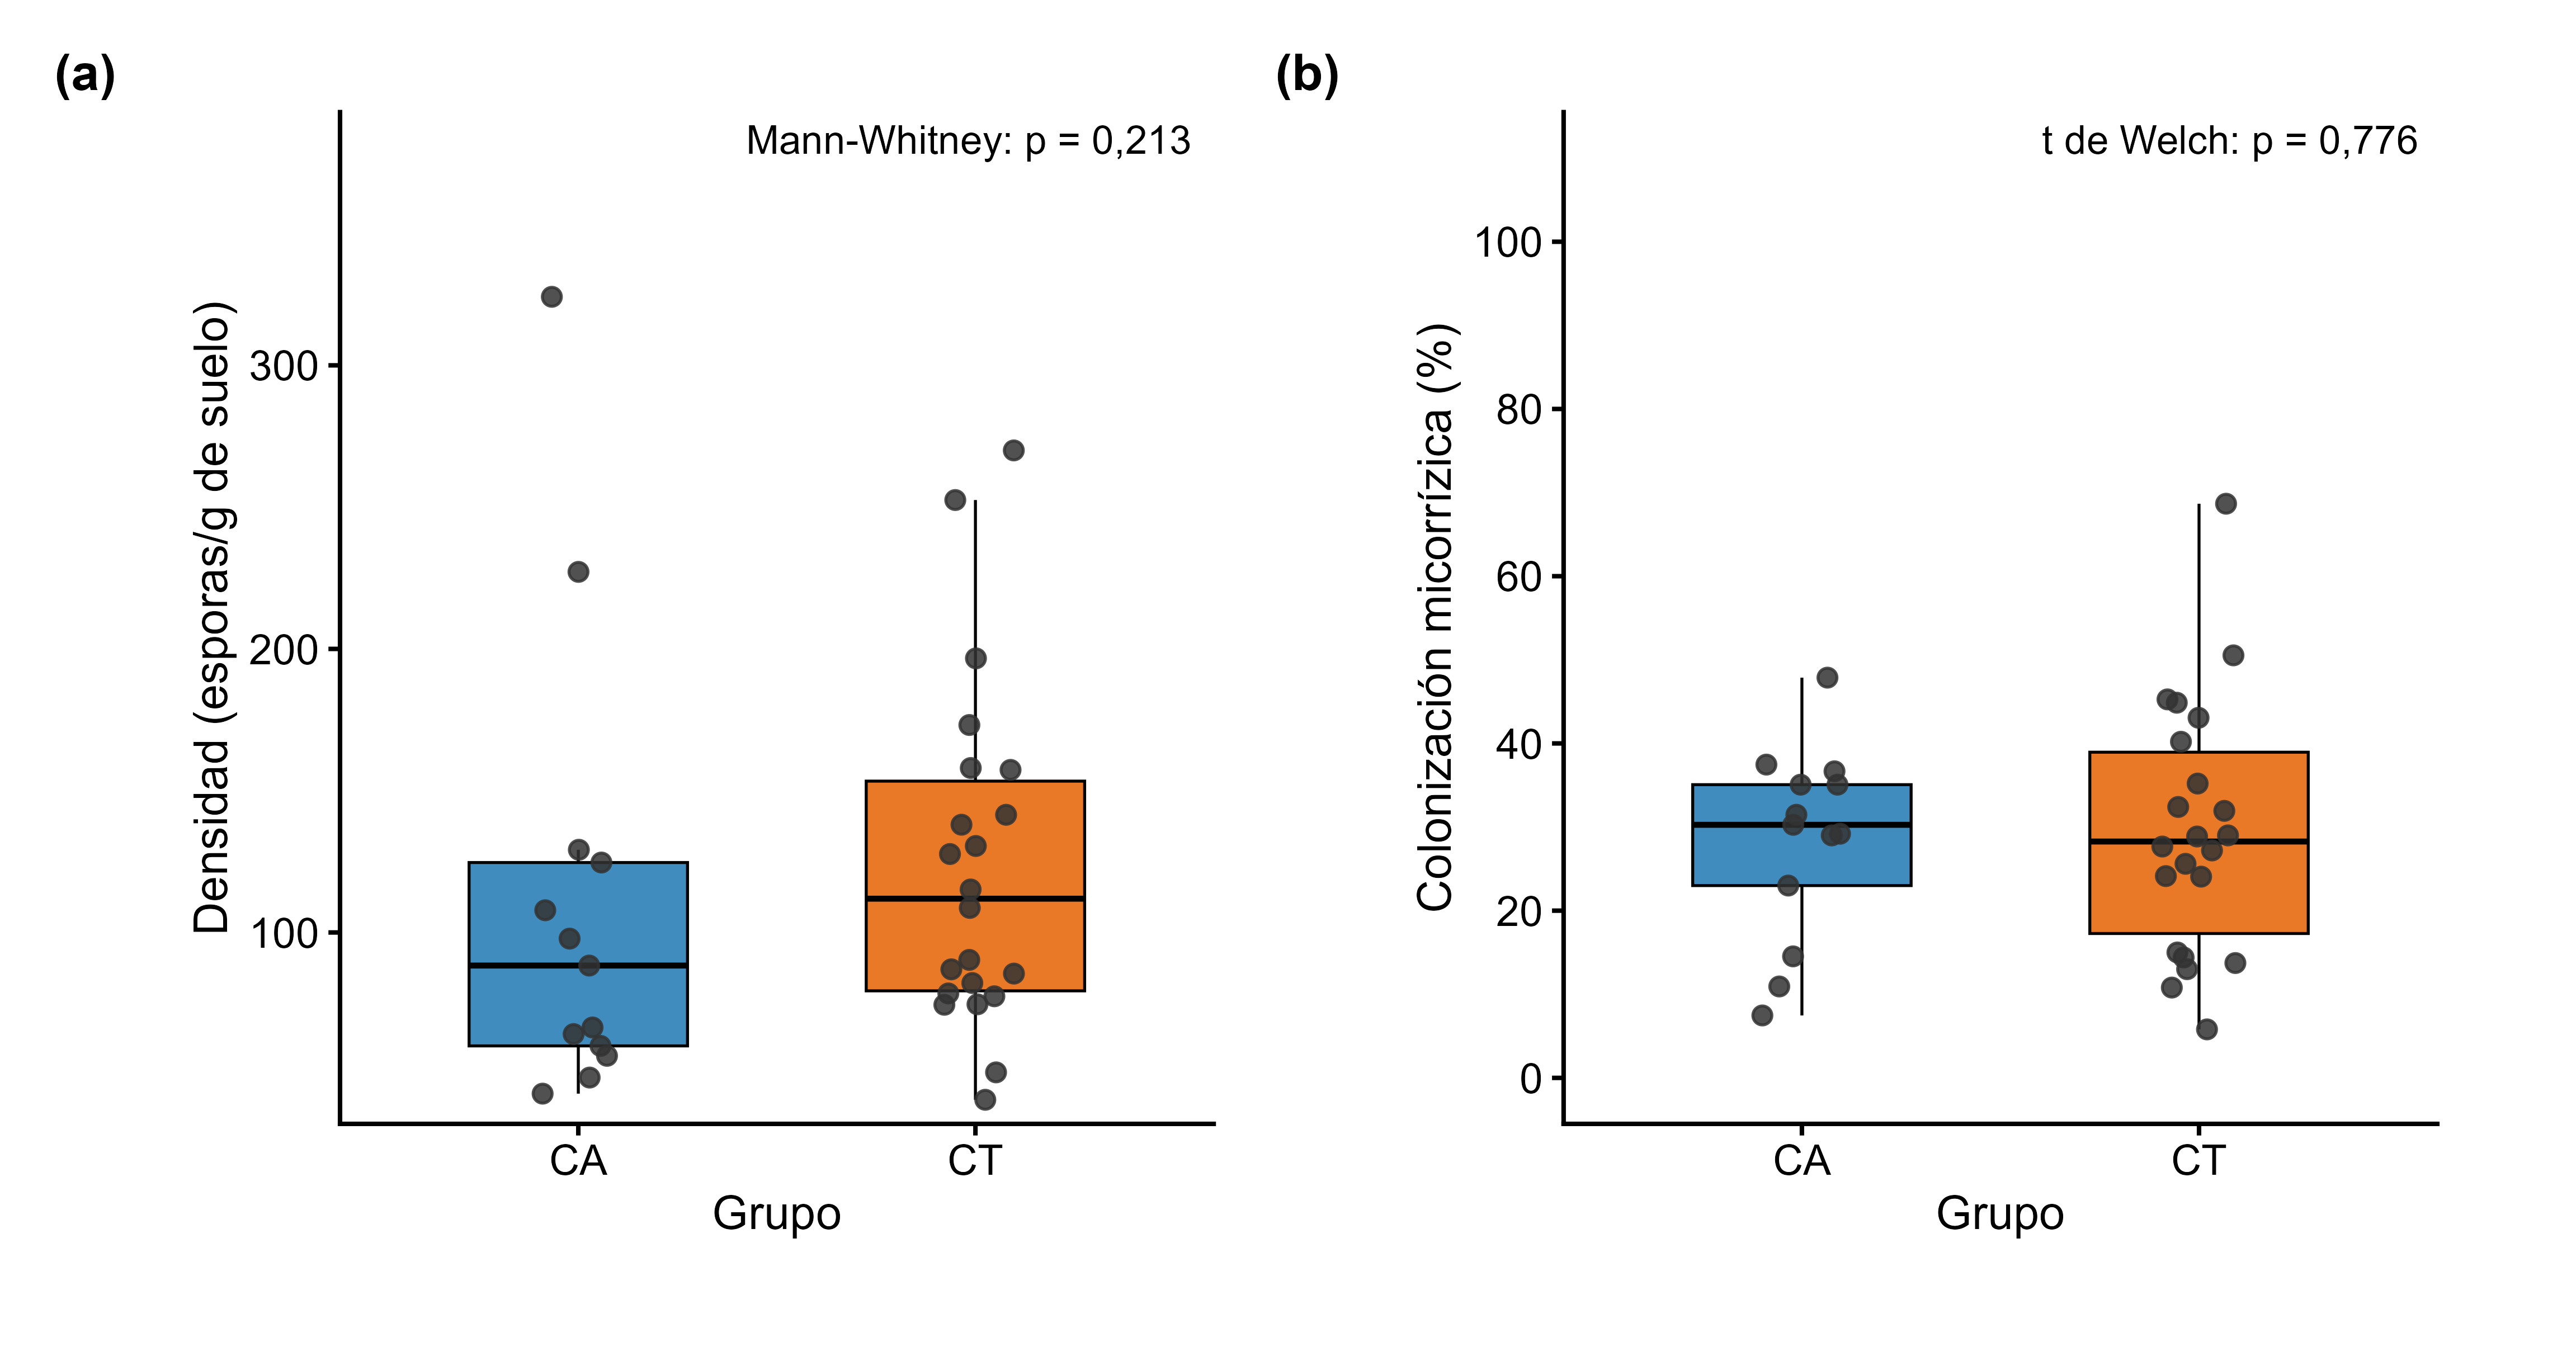 (a)
Mann-Whitney: p = 0,213
Densidad (esporas/g de suelo)
300
200
100
CA
CT
Grupo
(b)
t de Welch: p = 0,776
Colonización micorrízica (%)
100
80
60
40
20
0
CA
CT
Grupo